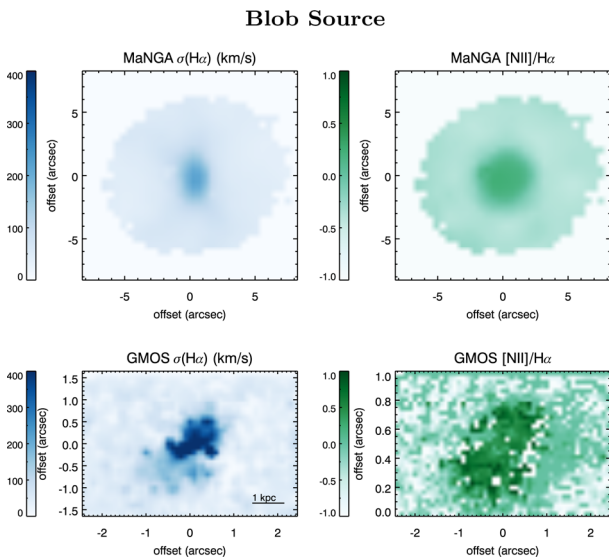 Blob Source
MaNGA σ(Hα) (km/s)
MaNGA [NII]/Hα
400
300
200
100
0
offset (arcsec)
5
0
-5
-5 0 5
offset (arcsec)
1.0
0.5
0.0
-0.5
-1.0
offset (arcsec)
5
0
-5
-5 0 5
offset (arcsec)
GMOS σ(Hα) (km/s)
GMOS [NII]/Hα
400
300
200
100
0
offset (arcsec)
1.5
1.0
0.5
0.0
-0.5
-1.0
-1.5
1 kpc
-2 -1 0 1 2
offset (arcsec)
1.0
0.5
0.0
-0.5
-1.0
offset (arcsec)
1.0
0.8
0.6
0.4
0.2
0.0
-2 -1 0 1 2
offset (arcsec)